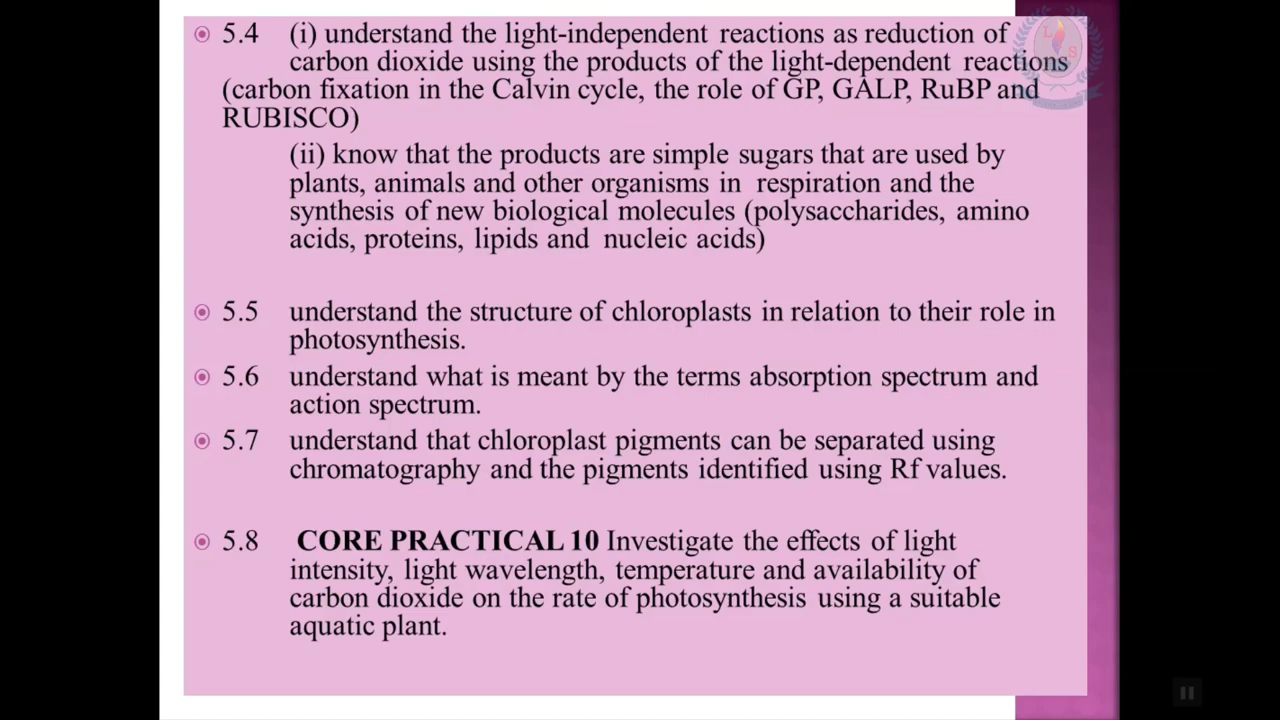 5.4 (i) understand the light-independent reactions as reduction of
carbon dioxide using the products of the light-dependent reactions
(carbon fixation in the Calvin cycle, the role of GP, GALP, RuBP and
RUBISCO)
(ii) know that the products are simple sugars that are used by
plants, animals and other organisms in respiration and the
synthesis of new biological molecules (polysaccharides, amino
acids, proteins, lipids and nucleic acids)
5.5 understand the structure of chloroplasts in relation to their role in
photosynthesis.
5.6 understand what is meant by the terms absorption spectrum and
action spectrum.
5.7 understand that chloroplast pigments can be separated using
chromatography and the pigments identified using Rf values.
5.8 CORE PRACTICAL 10 Investigate the effects of light
intensity, light wavelength, temperature and availability of
carbon dioxide on the rate of photosynthesis using a suitable
aquatic plant.
L S